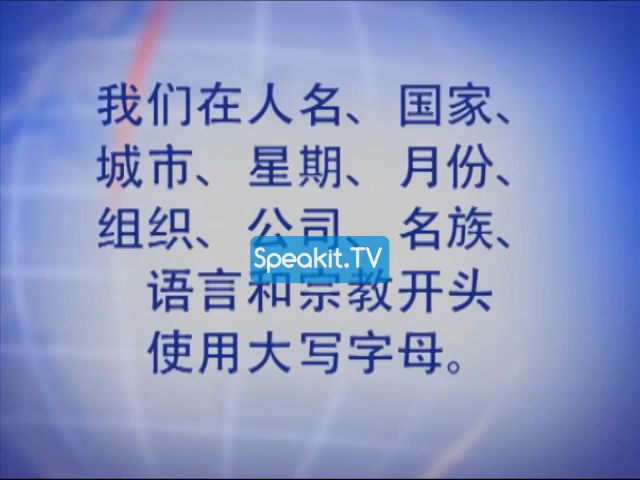 我们在人名、国家、
城市、星期、月份、
组织、公司、名族、
语言和宗教开头
使用大写字母。
Speakit.TV